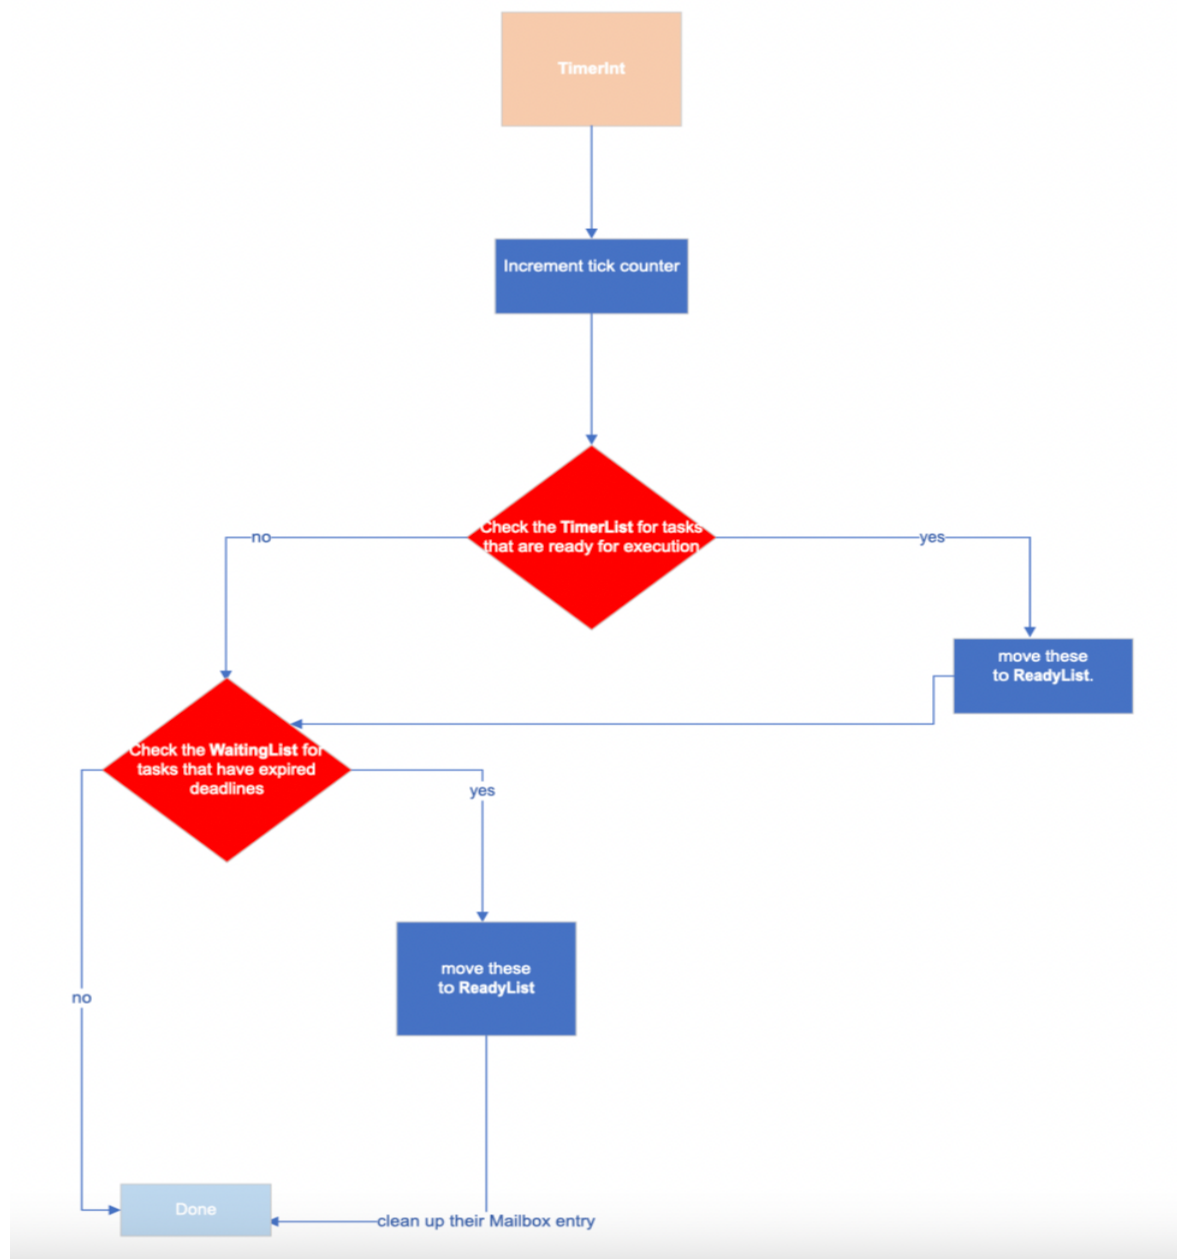 TimerInt
Increment tick counter
Check the TimerList for tasks
that are ready for execution
no
yes
move these
to ReadyList.
Check the WaitingList for
tasks that have expired
deadlines
yes
move these
to ReadyList
no
Done
clean up their Mailbox entry